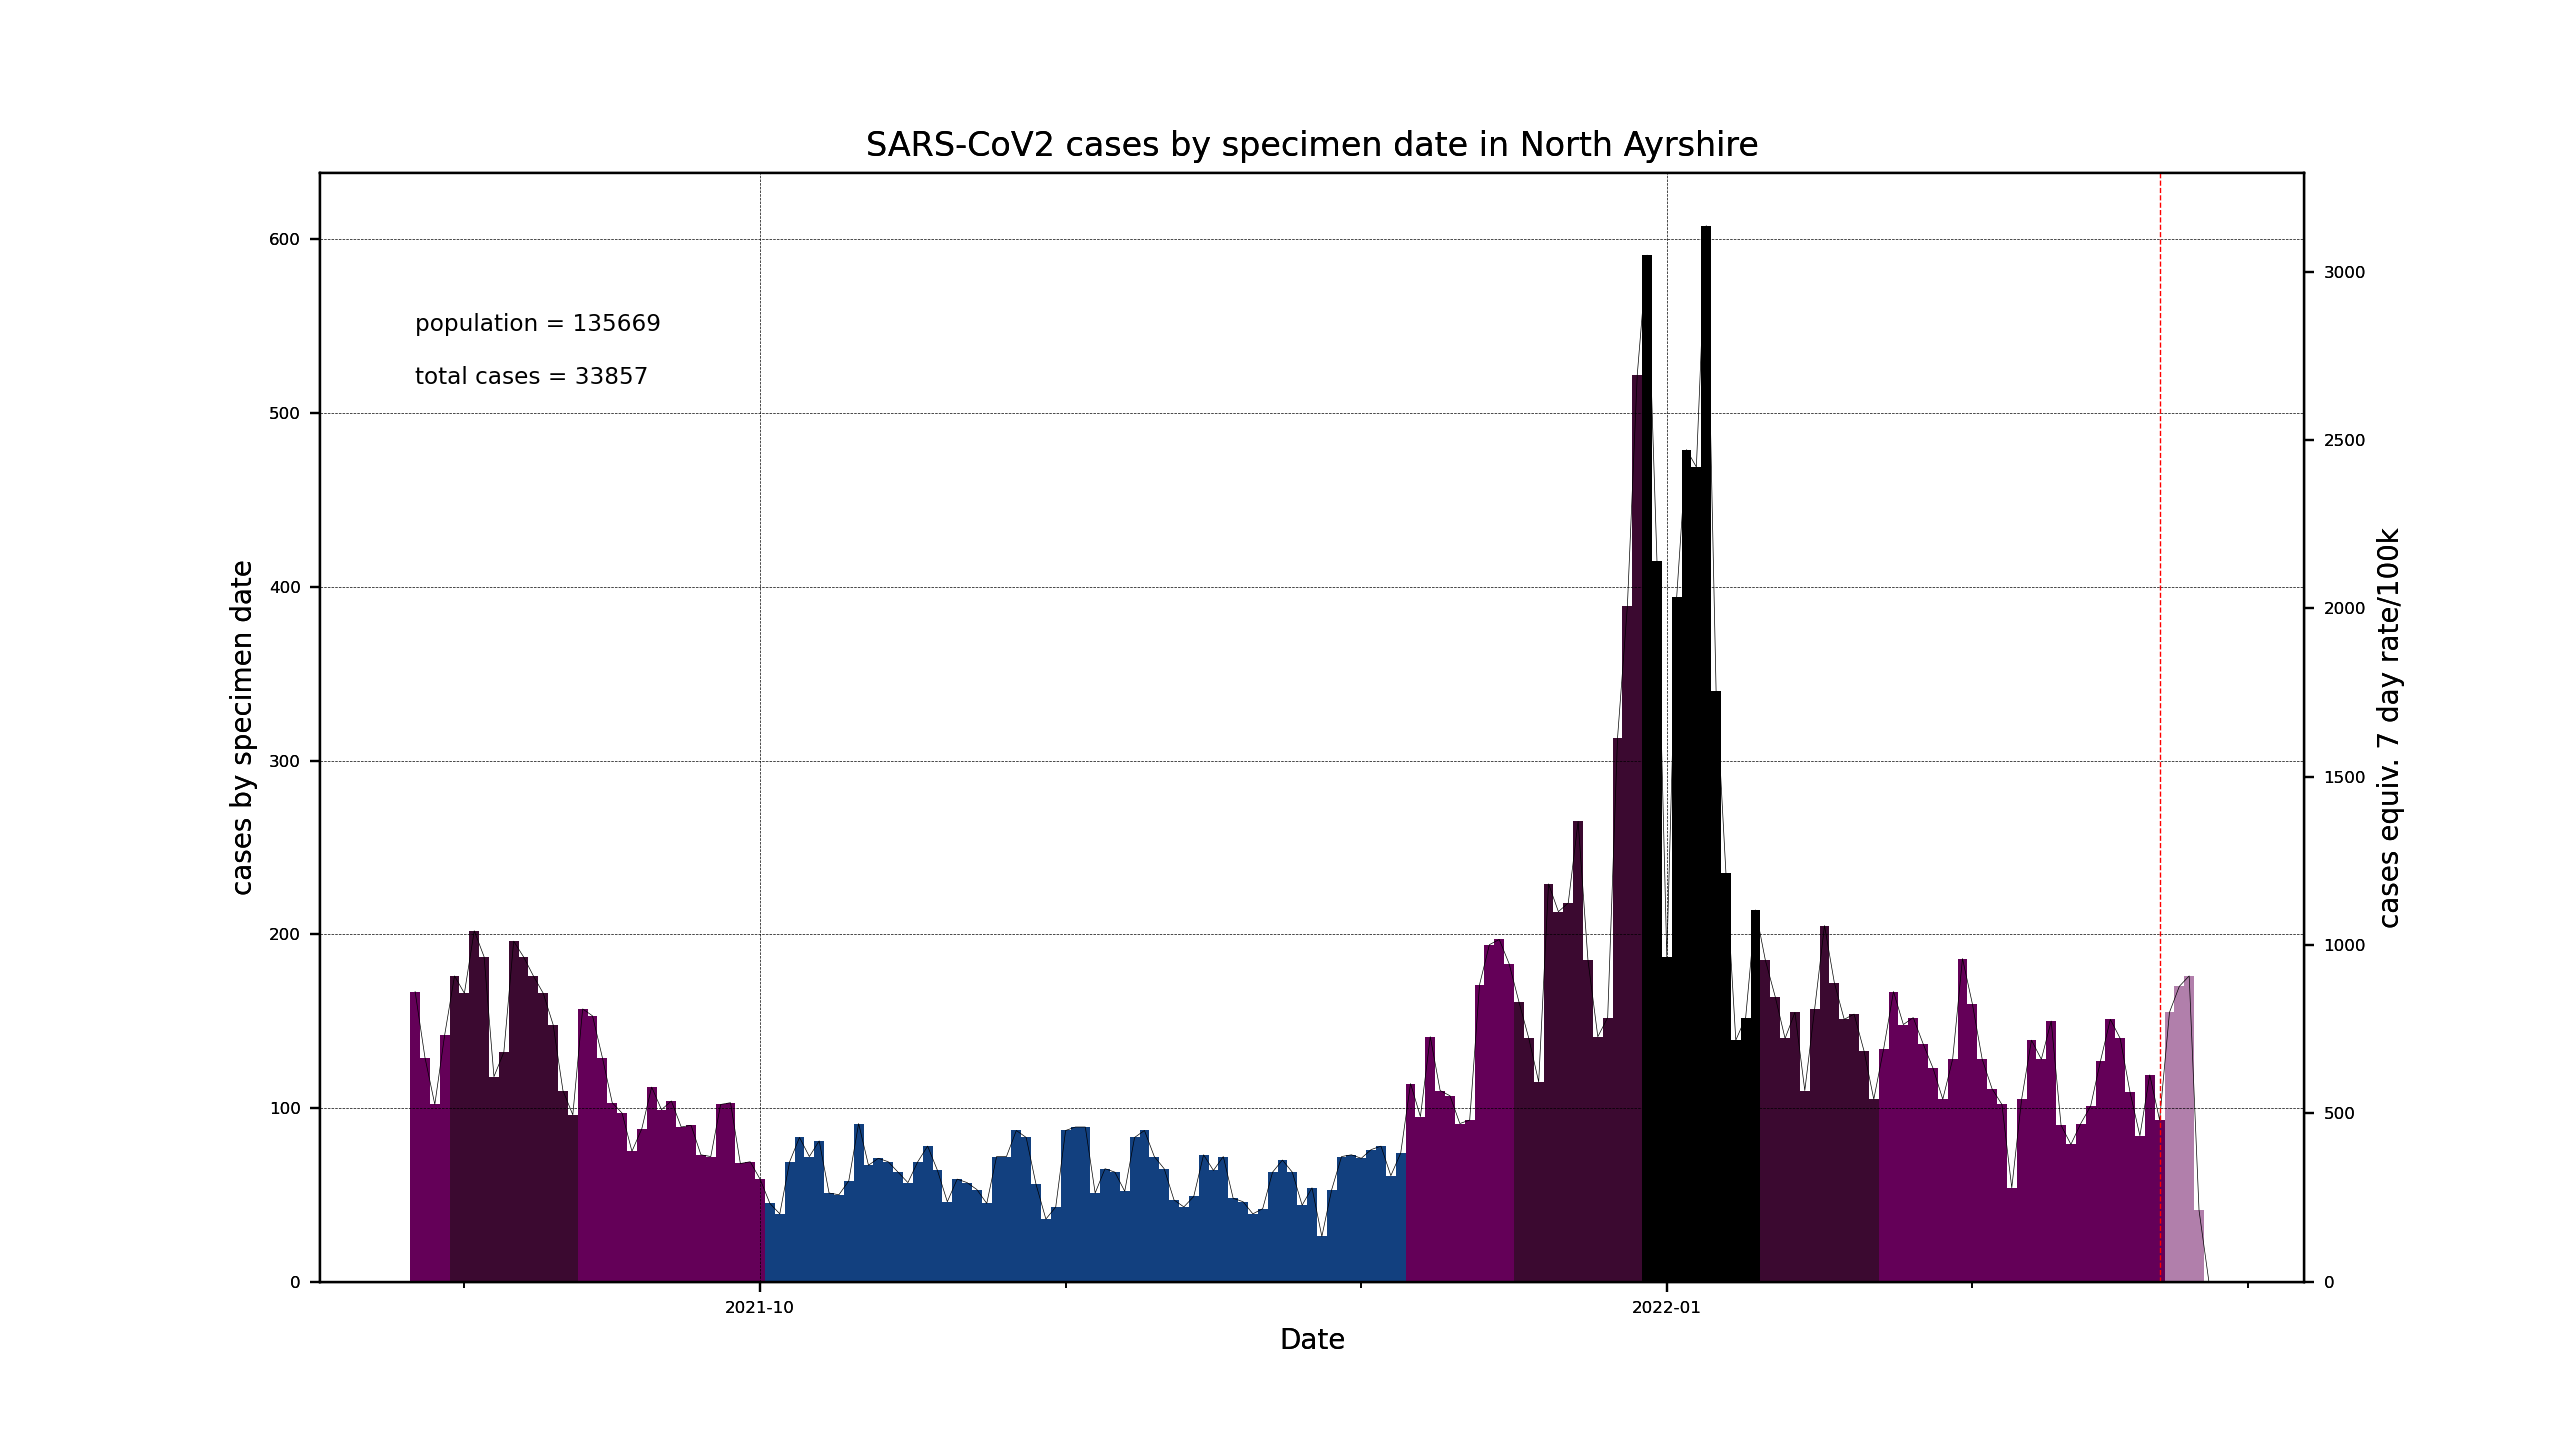 SARS-CoV2 cases by specimen date in North Ayrshire
population = 135669
total cases = 33857
cases by specimen date
600
500
400
300
200
100
0
3000
2500
2000
1500
1000
500
0
cases equiv. 7 day rate/100k
2021-10
2022-01
Date